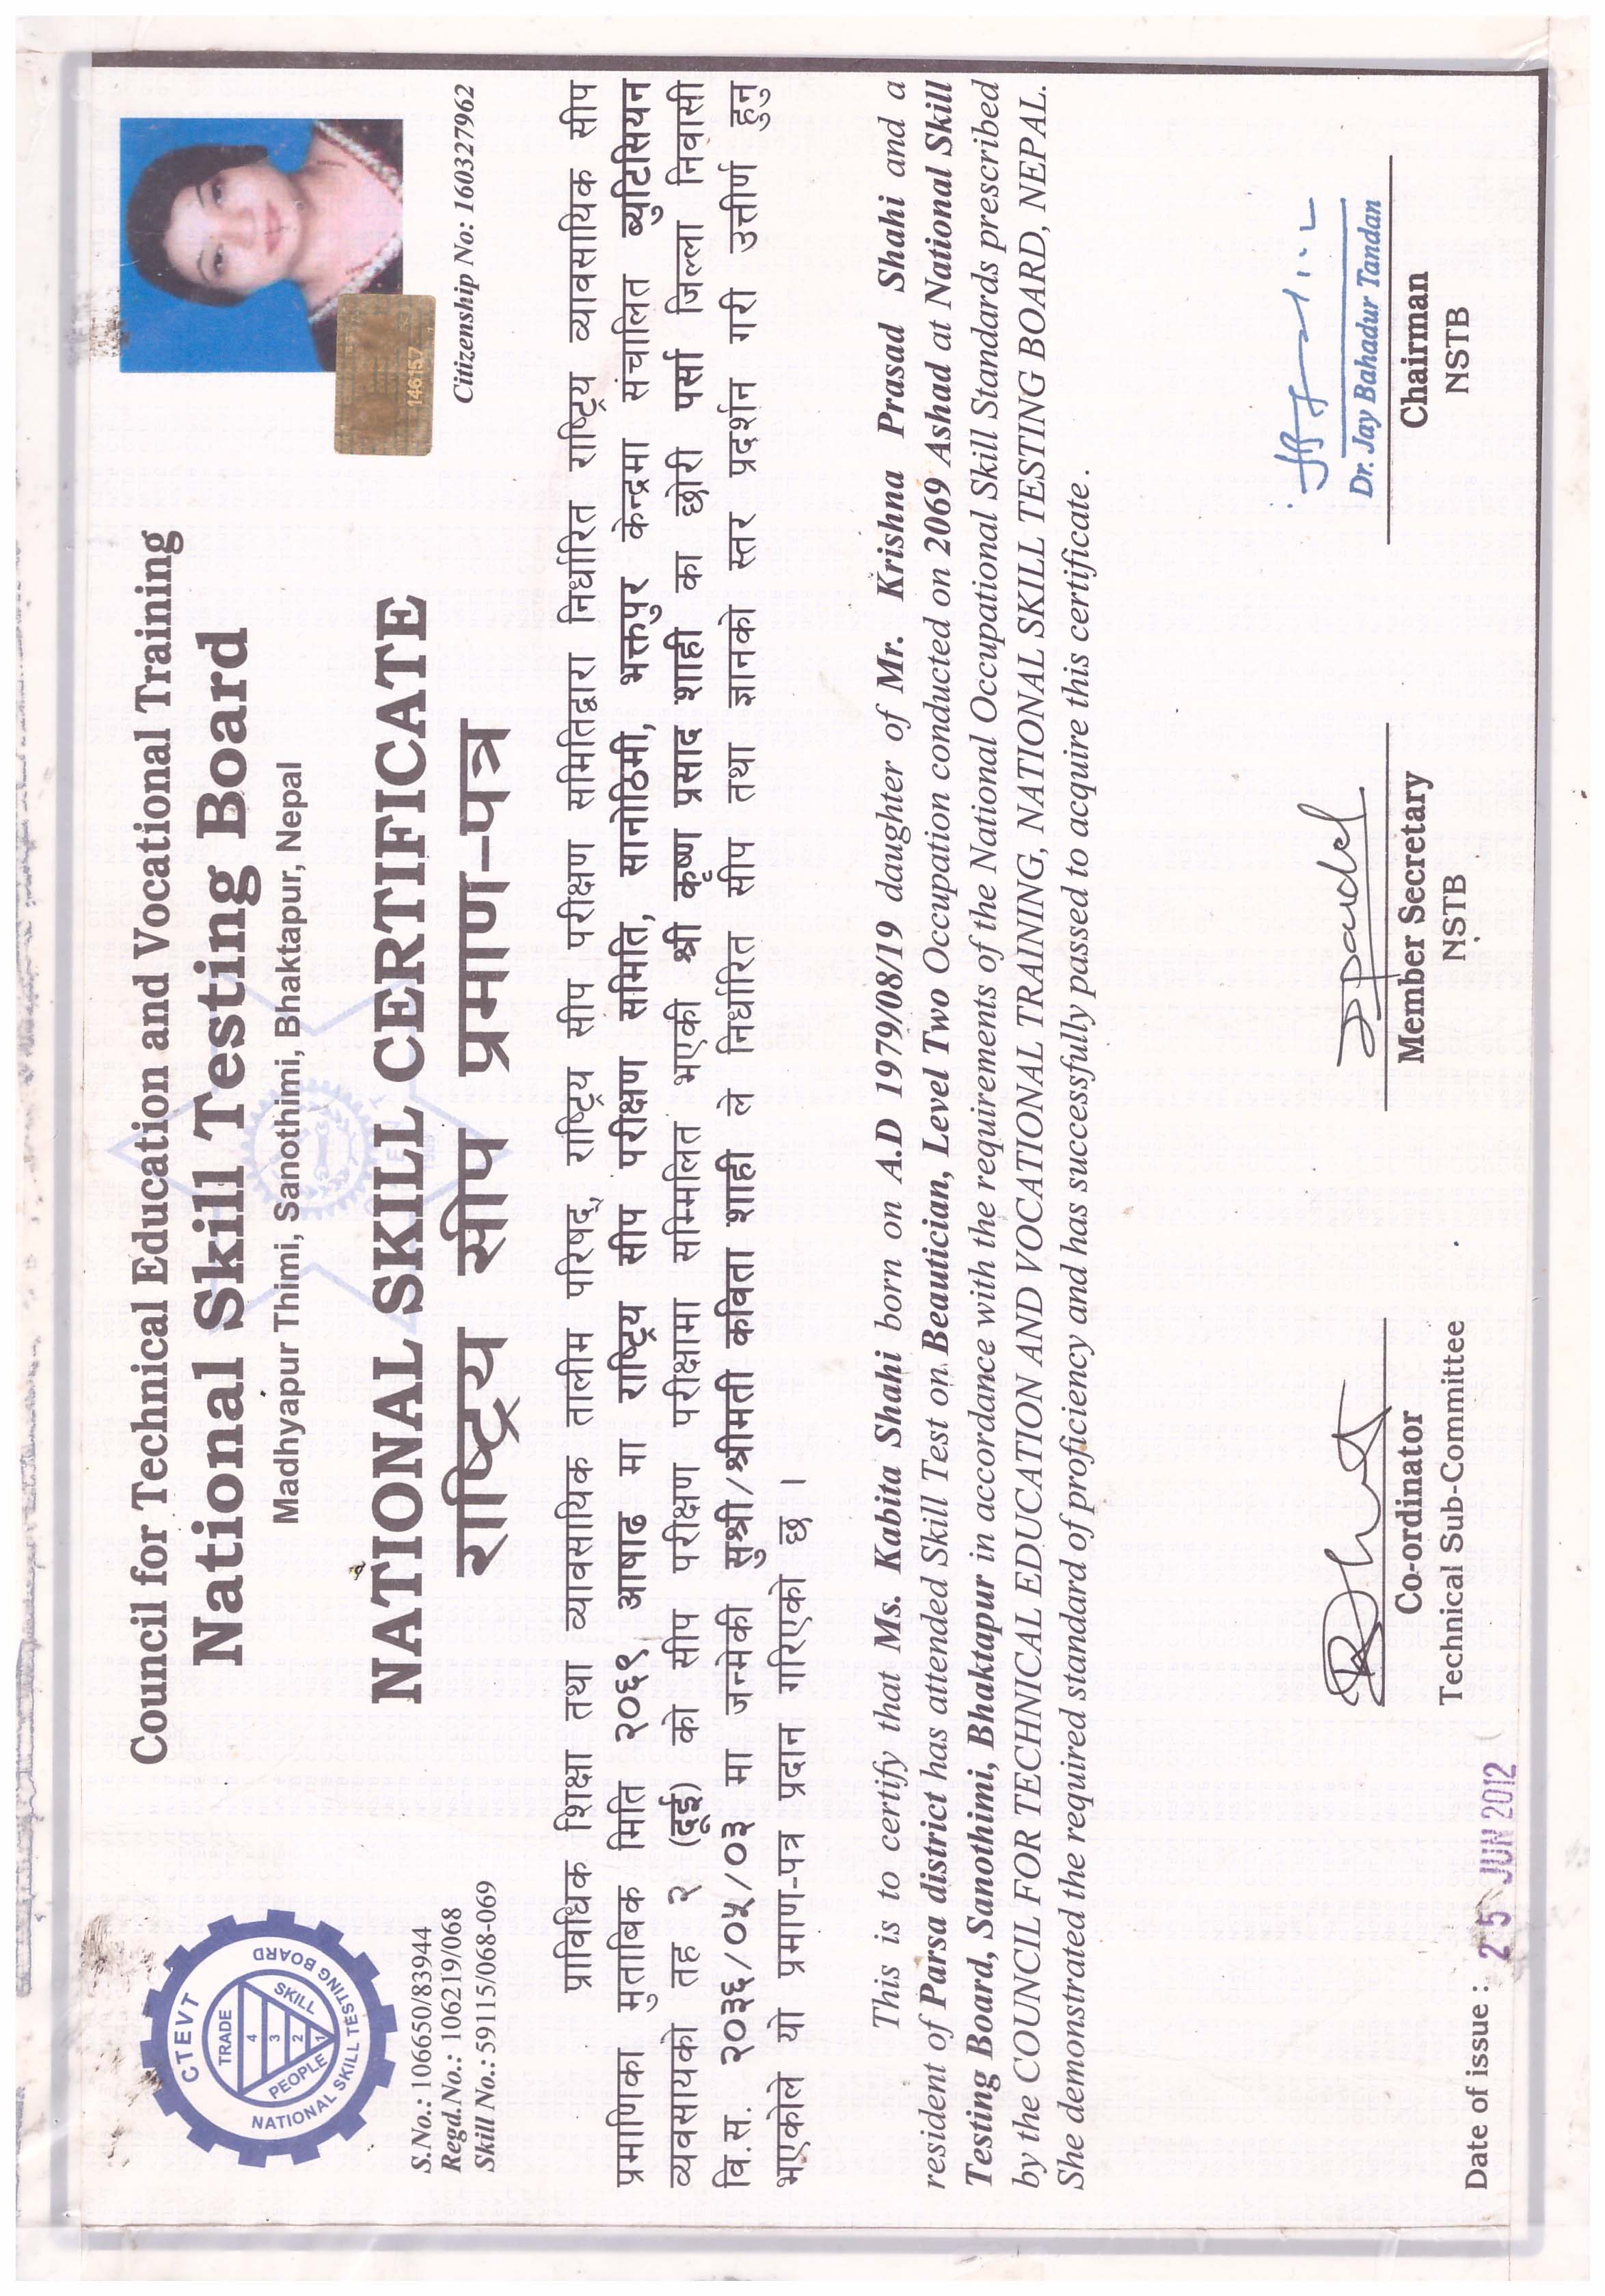 Council for Technical Education and Vocational Training
National Skill Testing Board
Madhyapur Thimi, Sanothimi, Bhaktapur, Nepal
CTEVT
TRADE
4
3
2
1
PEOPLE
SKILL
NATIONAL SKILL TESTING BOARD
NATIONAL SKILL CERTIFICATE
146157
S.No.: 106650/83944
Regd.No.: 106219/068
Skill No.: 59115/068-069
राष्ट्रिय सीप प्रमाण-पत्र
Citizenship No: 160327962
प्राविधिक शिक्षा तथा व्यावसायिक तालीम परिषद्, राष्ट्रिय सीप परीक्षण समितिद्वारा निर्धारित राष्ट्रिय व्यावसायिक सीप
प्रमाणिका मुताबिक मिति २०६९ आषाढ मा राष्ट्रिय सीप परीक्षण समिति, सानोठिमी, भक्तपुर केन्द्रमा संचालित ब्युटिसियन
व्यवसायको तह २ (दूई) को सीप परीक्षण परीक्षामा सम्मिलित भएकी श्री कृष्ण प्रसाद शाही का छोरी पर्सा जिल्ला निवासी
वि.स. २०३६/०५/०३ मा जन्मेकी सुश्री/श्रीमती कविता शाही ले निर्धारित सीप तथा ज्ञानको स्तर प्रदर्शन गरी उत्तीर्ण हुनु
भएकोले यो प्रमाण-पत्र प्रदान गरिएको छ ।
This is to certify that Ms. Kabita Shahi born on A.D 1979/08/19 daughter of Mr. Krishna Prasad Shahi and a
resident of Parsa district has attended Skill Test on Beautician, Level Two Occupation conducted on 2069 Ashad at National Skill
Testing Board, Sanothimi, Bhaktapur in accordance with the requirements of the National Occupational Skill Standards prescribed
by the COUNCIL FOR TECHNICAL EDUCATION AND VOCATIONAL TRAINING, NATIONAL SKILL TESTING BOARD, NEPAL.
She demonstrated the required standard of proficiency and has successfully passed to acquire this certificate.
Dr. Jay Bahadur Tandan
Co-ordinator
Technical Sub-Committee
Member Secretary
NSTB
Chairman
NSTB
Date of issue : 25 JUN 2012